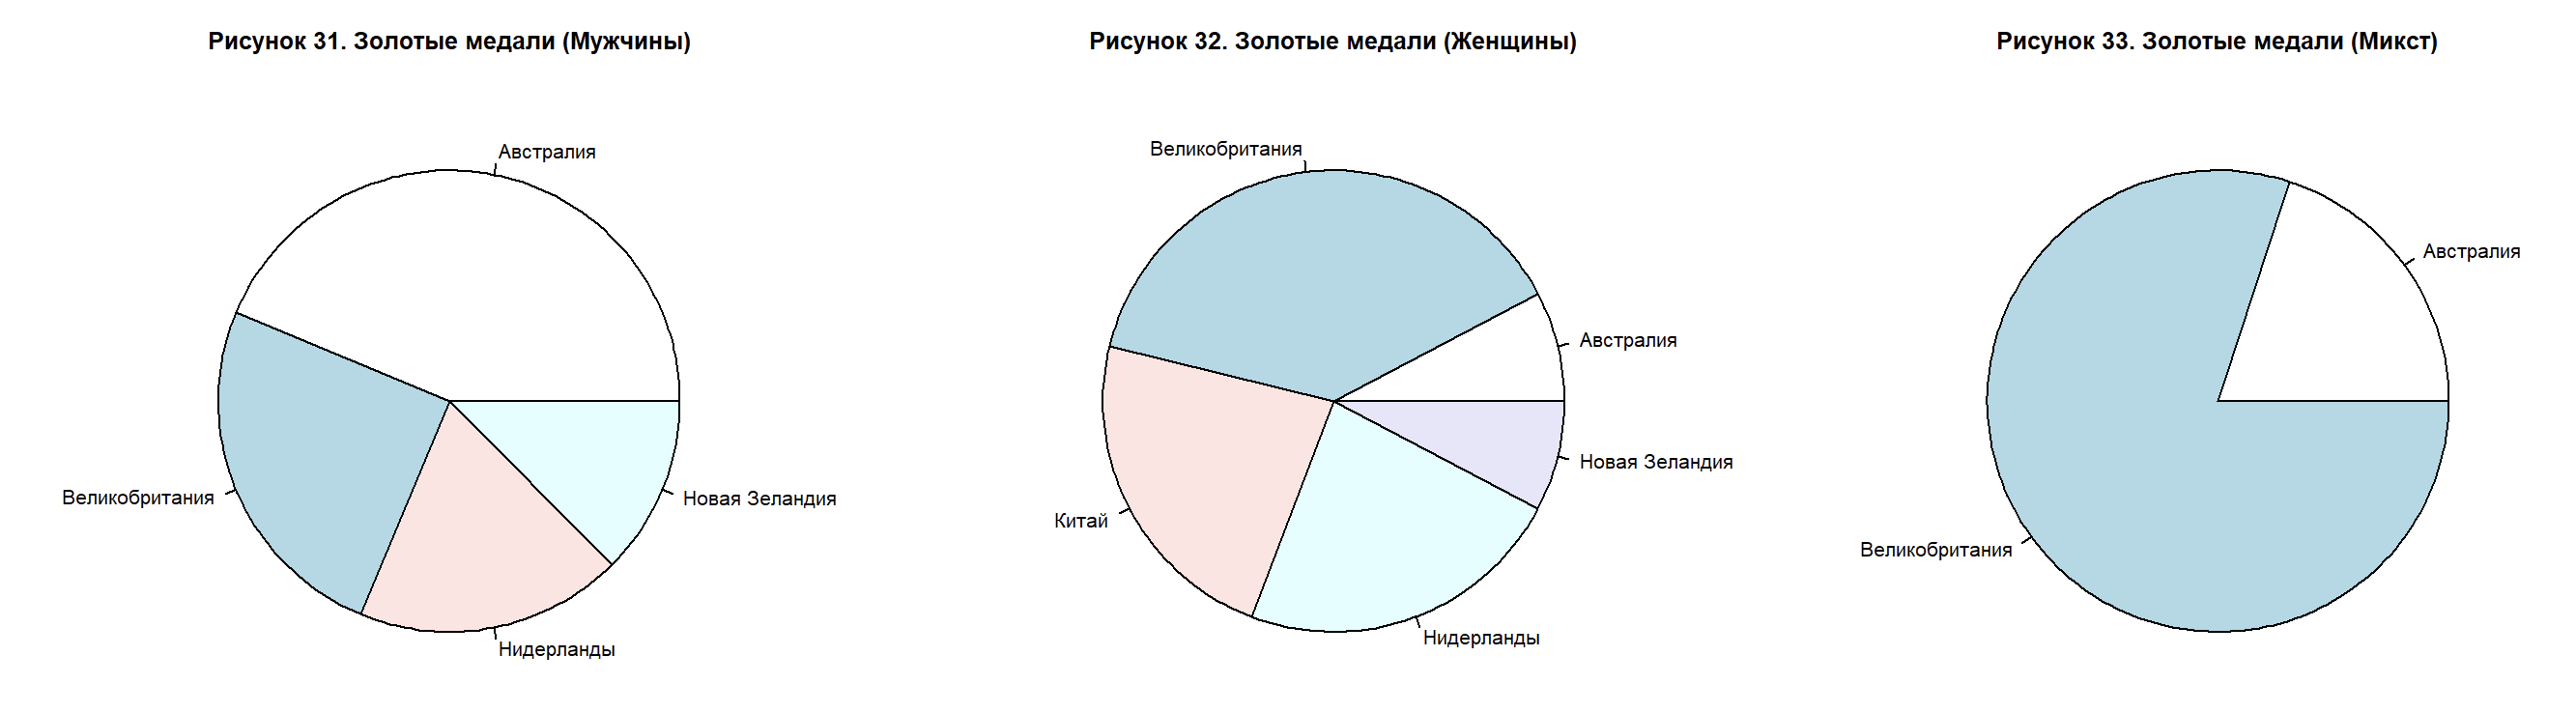 Рисунок 31. Золотые медали (Мужчины)
Австралия
Великобритания
Нидерланды
Новая Зеландия
Рисунок 32. Золотые медали (Женщины)
Великобритания
Австралия
Новая Зеландия
Китай
Нидерланды
Рисунок 33. Золотые медали (Микст)
Австралия
Великобритания